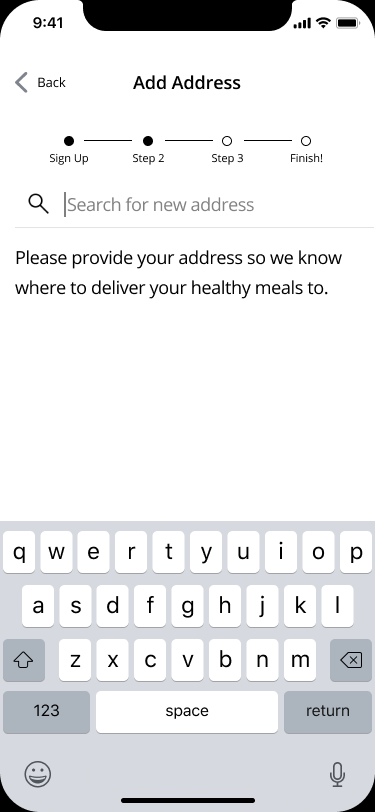 9:41
Back
Add Address
Sign Up Step 2 Step 3 Finish!
Search for new address
Please provide your address so we know
where to deliver your healthy meals to.
q w e r t y u i o p
a s d f g h j k l
z x c v b n m
123 space return